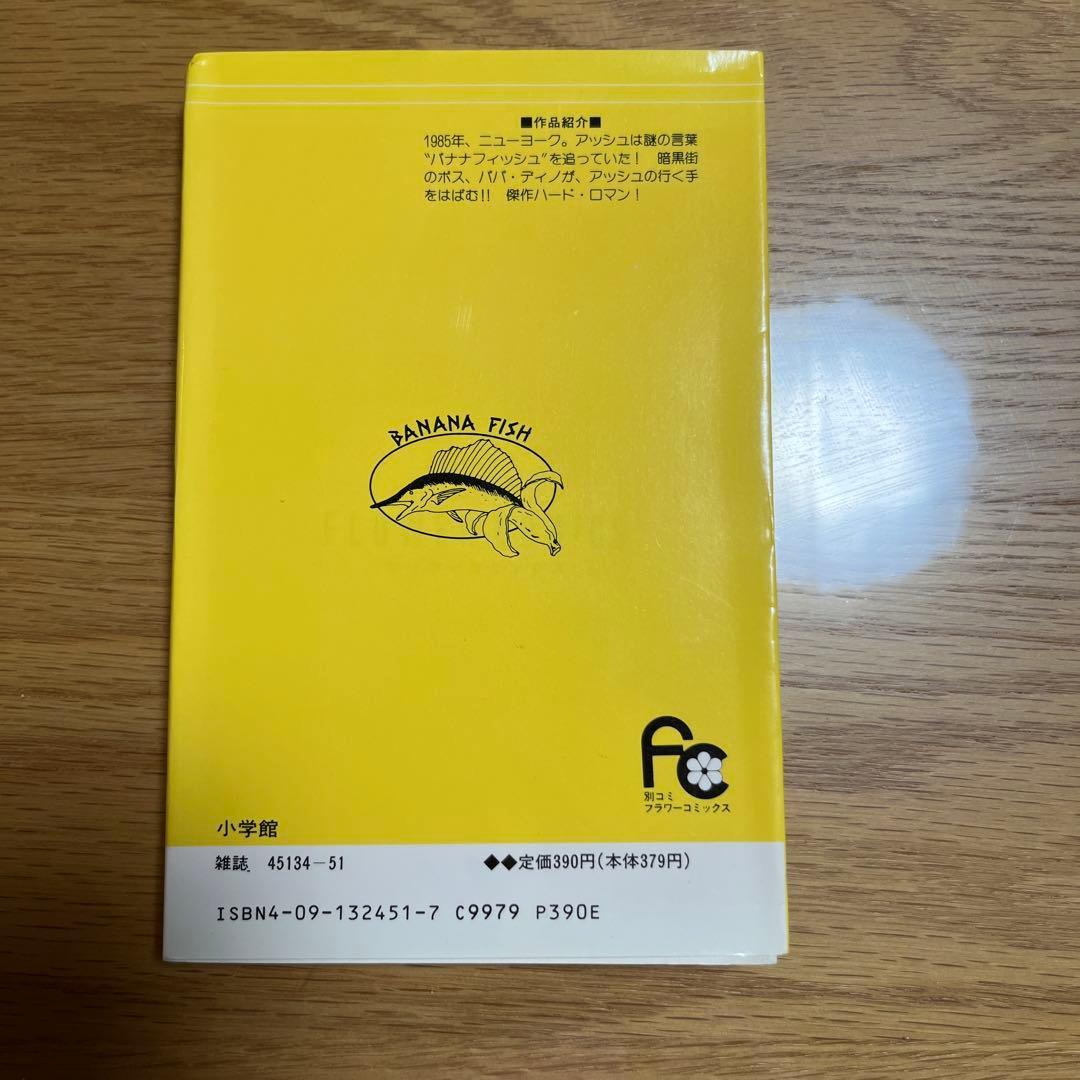 ■作品紹介■
1985年、ニューヨーク。アッシュは謎の言葉
“バナナフィッシュ”を追っていた！　暗黒街
のボス、パパ・ディノが、アッシュの行く手
をはばむ!!　傑作ハード・ロマン！
BANANA FISH
fc
別コミ
フラワーコミックス
小学館
雑誌 45134-51 ◆◆定価390円(本体379円)
ISBN4-09-132451-7 C9979 P390E